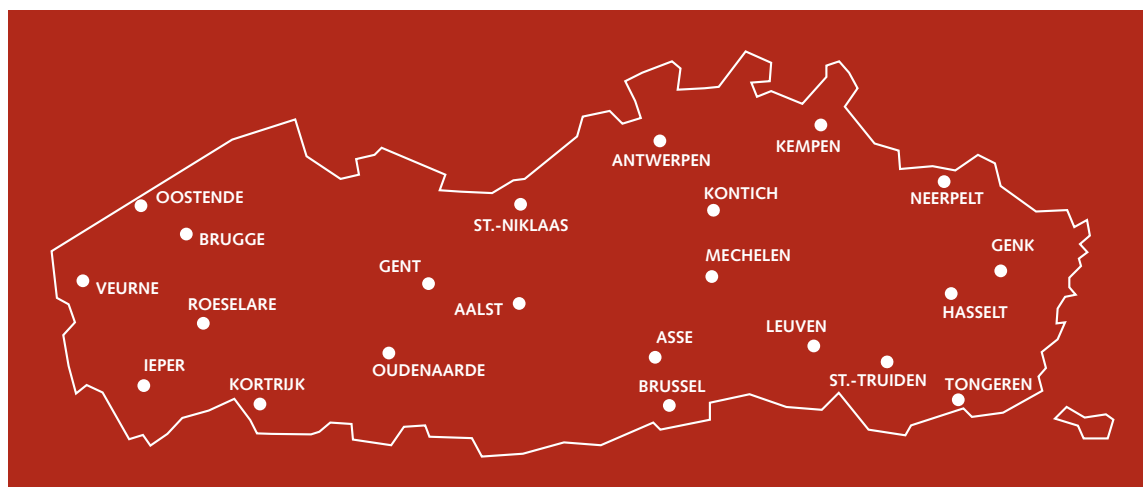 ANTWERPEN
KEMPEN
OOSTENDE
KONTICH
NEERPELT
BRUGGE
ST.-NIKLAAS
GENK
MECHELEN
GENT
VEURNE
ROESELARE
AALST
HASSELT
LEUVEN
ASSE
IEPER
OUDENAARDE
KORTRIJK
BRUSSEL
ST.-TRUIDEN
TONGEREN